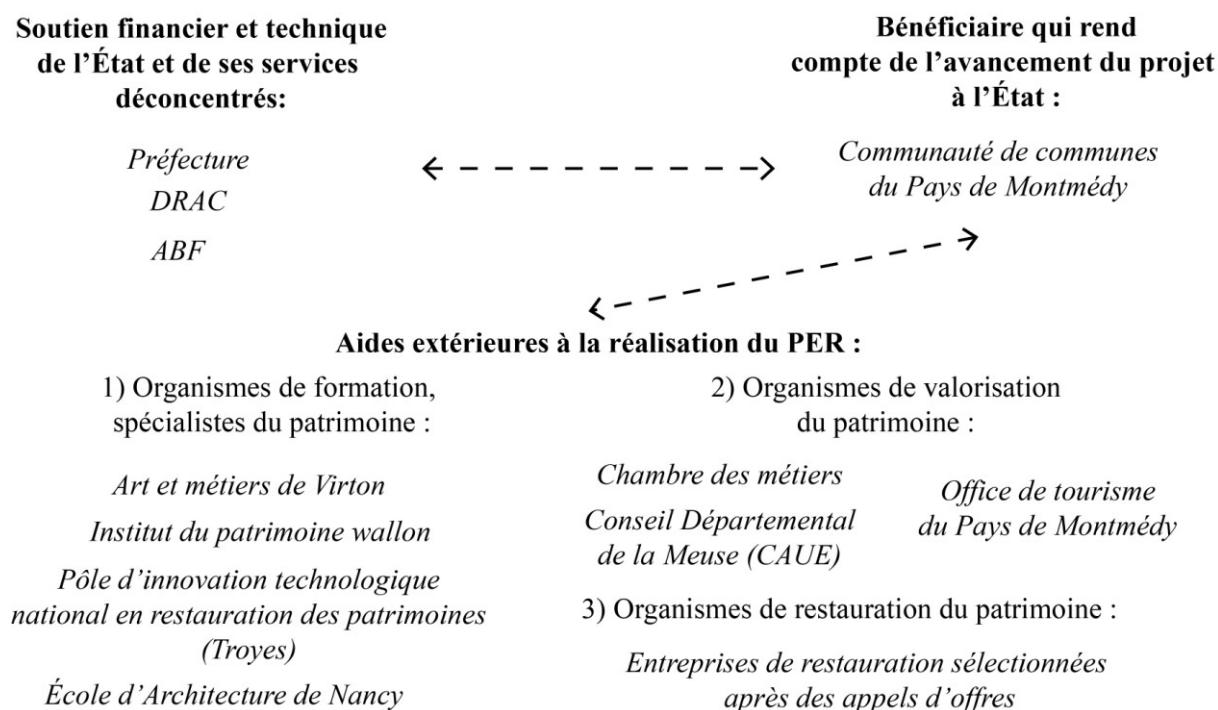 Soutien financier et technique
de l’État et de ses services
déconcentrés:
Préfecture
DRAC
ABF
Bénéficiaire qui rend
compte de l’avancement du projet
à l’État :
Communauté de communes
du Pays de Montmédy
Aides extérieures à la réalisation du PER :
1) Organismes de formation,
spécialistes du patrimoine :
Art et métiers de Virton
Institut du patrimoine wallon
Pôle d’innovation technologique
national en restauration des patrimoines
(Troyes)
École d’Architecture de Nancy
2) Organismes de valorisation
du patrimoine :
Chambre des métiers
Conseil Départemental
de la Meuse (CAUE)
Office de tourisme
du Pays de Montmédy
3) Organismes de restauration du patrimoine :
Entreprises de restauration sélectionnées
après des appels d’offres